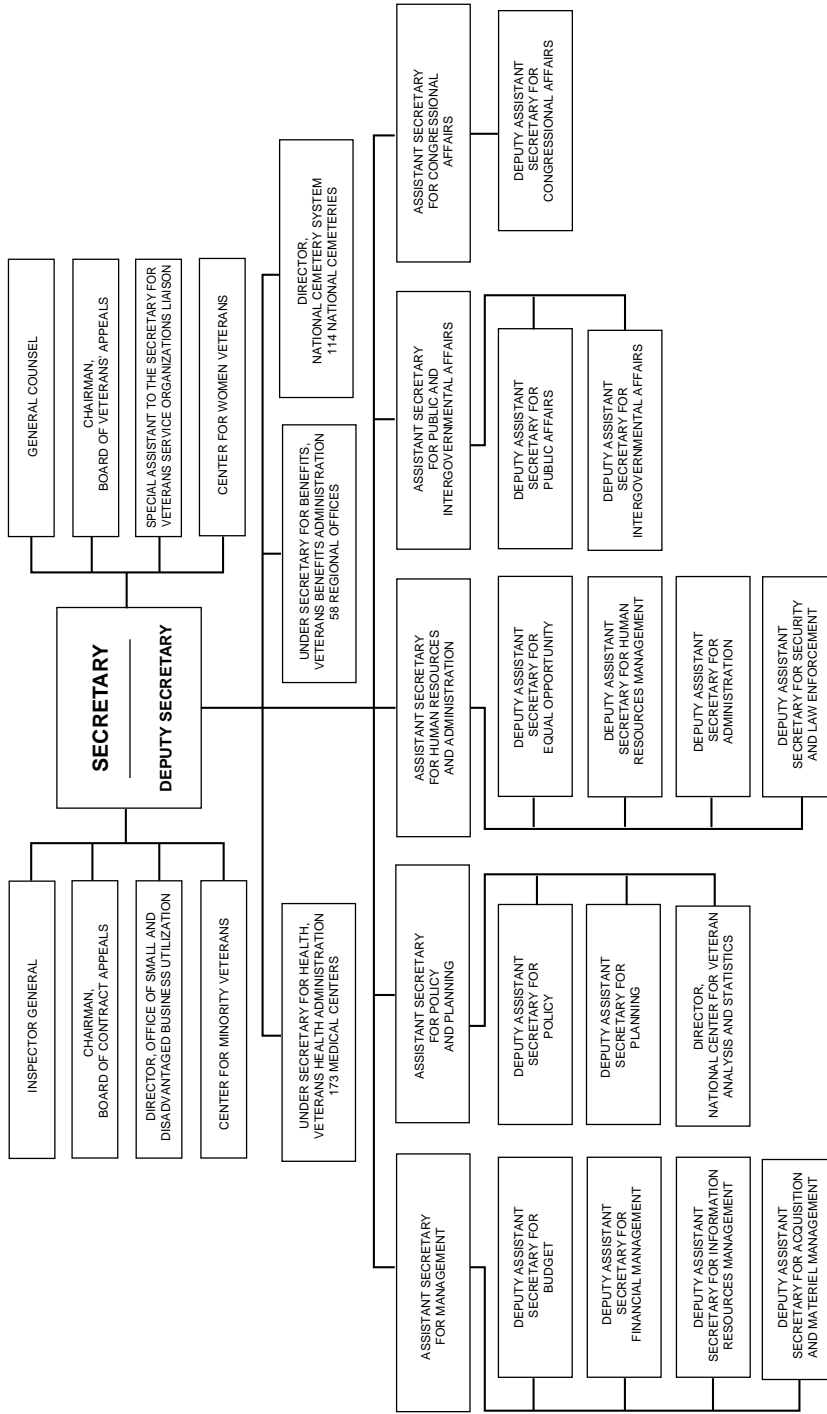 SECRETARY
DEPUTY SECRETARY
INSPECTOR GENERAL
CHAIRMAN,
BOARD OF CONTRACT APPEALS
DIRECTOR, OFFICE OF SMALL AND
DISADVANTAGED BUSINESS UTILIZATION
CENTER FOR MINORITY VETERANS
GENERAL COUNSEL
CHAIRMAN,
BOARD OF VETERANS' APPEALS
SPECIAL ASSISTANT TO THE SECRETARY FOR
VETERANS SERVICE ORGANIZATIONS LIAISON
CENTER FOR WOMEN VETERANS
UNDER SECRETARY FOR HEALTH,
VETERANS HEALTH ADMINISTRATION
173 MEDICAL CENTERS
UNDER SECRETARY FOR BENEFITS,
VETERANS BENEFITS ADMINISTRATION
58 REGIONAL OFFICES
DIRECTOR,
NATIONAL CEMETERY SYSTEM
114 NATIONAL CEMETERIES
ASSISTANT SECRETARY
FOR MANAGEMENT
DEPUTY ASSISTANT
SECRETARY FOR
BUDGET
DEPUTY ASSISTANT
SECRETARY FOR
FINANCIAL MANAGEMENT
DEPUTY ASSISTANT
SECRETARY FOR INFORMATION
RESOURCES MANAGEMENT
DEPUTY ASSISTANT
SECRETARY FOR ACQUISITION
AND MATERIEL MANAGEMENT
ASSISTANT SECRETARY
FOR POLICY
AND PLANNING
DEPUTY ASSISTANT
SECRETARY FOR
POLICY
DEPUTY ASSISTANT
SECRETARY FOR
PLANNING
DIRECTOR,
NATIONAL CENTER FOR VETERAN
ANALYSIS AND STATISTICS
ASSISTANT SECRETARY
FOR HUMAN RESOURCES
AND ADMINISTRATION
DEPUTY ASSISTANT
SECRETARY FOR
EQUAL OPPORTUNITY
DEPUTY ASSISTANT
SECRETARY FOR HUMAN
RESOURCES MANAGEMENT
DEPUTY ASSISTANT
SECRETARY FOR
ADMINISTRATION
DEPUTY ASSISTANT
SECRETARY FOR SECURITY
AND LAW ENFORCEMENT
ASSISTANT SECRETARY
FOR PUBLIC AND
INTERGOVERNMENTAL AFFAIRS
DEPUTY ASSISTANT
SECRETARY FOR
PUBLIC AFFAIRS
DEPUTY ASSISTANT
SECRETARY FOR
INTERGOVERNMENTAL AFFAIRS
ASSISTANT SECRETARY
FOR CONGRESSIONAL
AFFAIRS
DEPUTY ASSISTANT
SECRETARY FOR
CONGRESSIONAL AFFAIRS